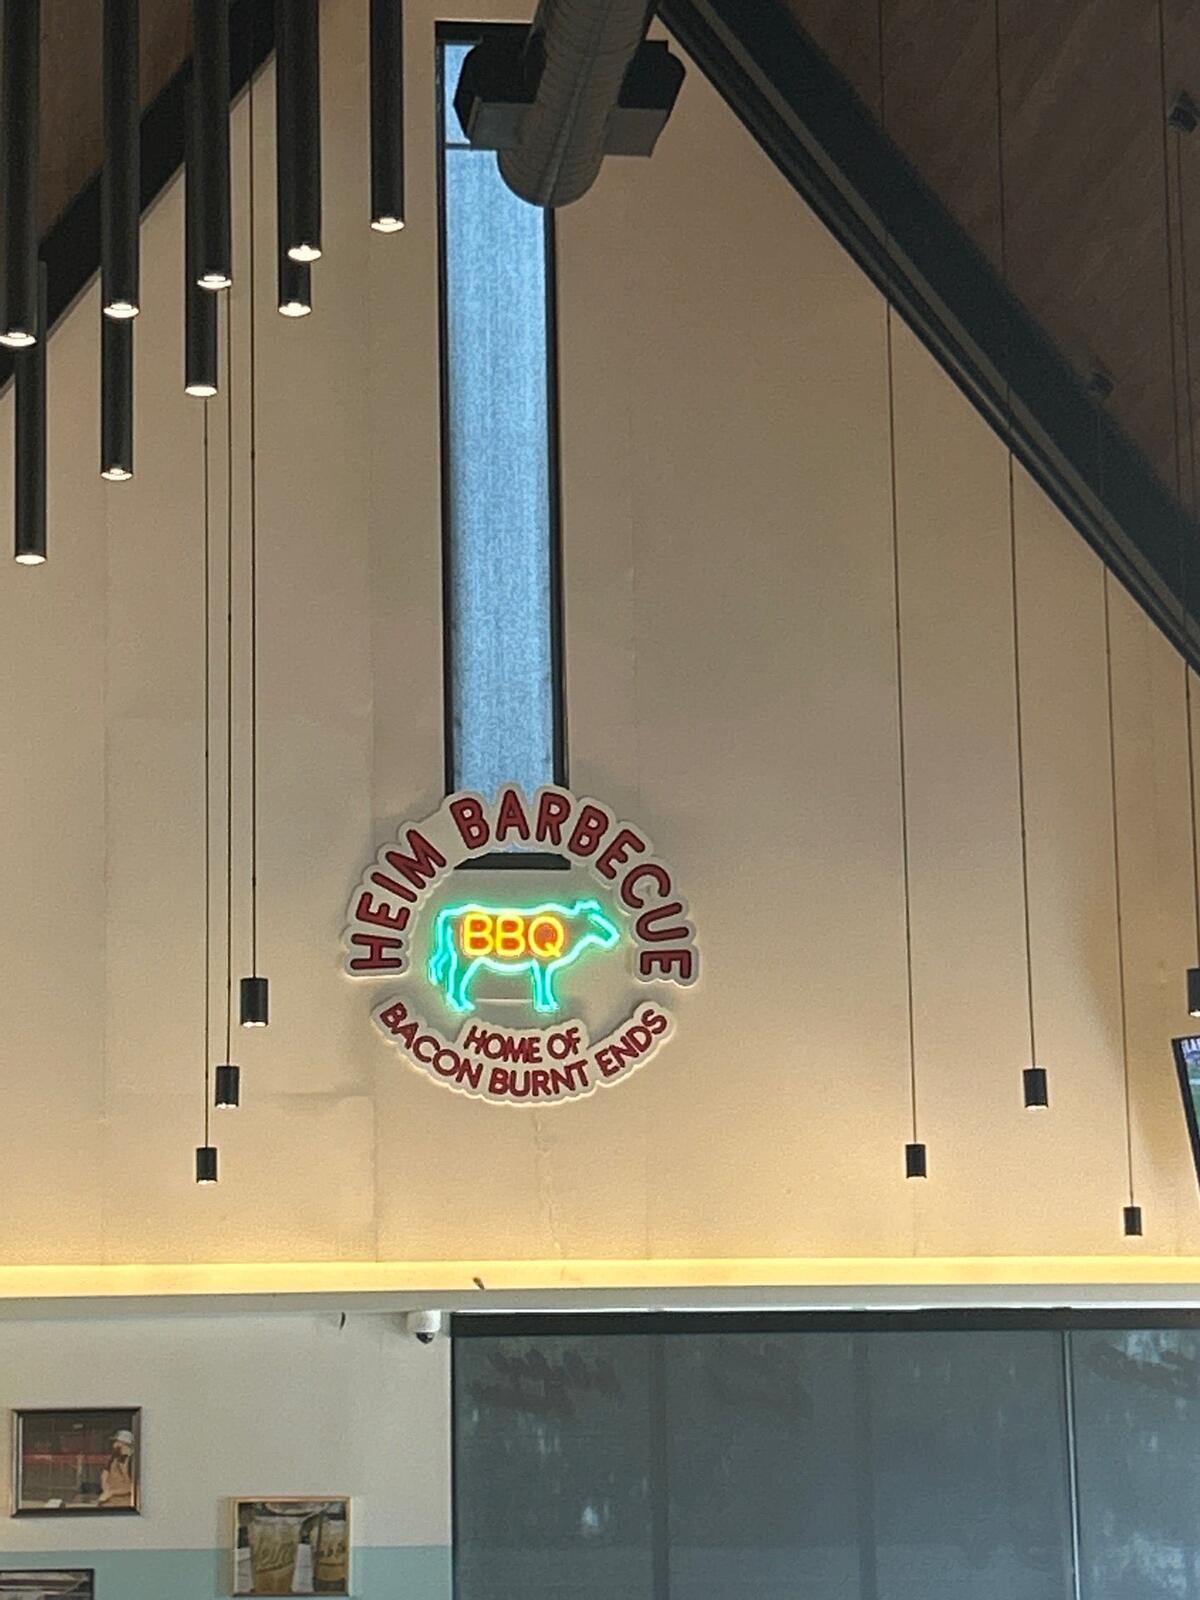 HEIM BARBECUE
BBQ
HOME OF
BACON BURNT ENDS